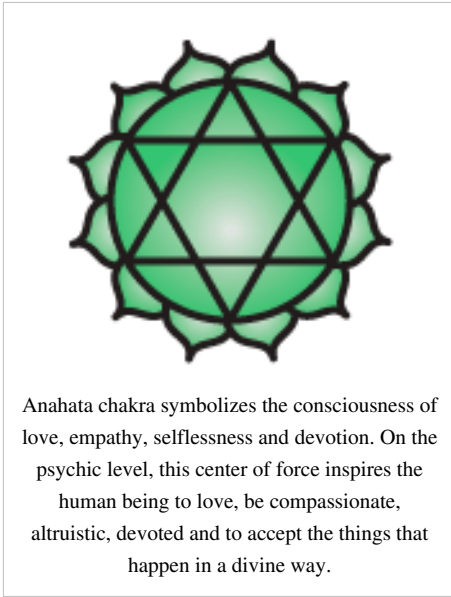 Anahata chakra symbolizes the consciousness of
love, empathy, selflessness and devotion. On the
psychic level, this center of force inspires the
human being to love, be compassionate,
altruistic, devoted and to accept the things that
happen in a divine way.